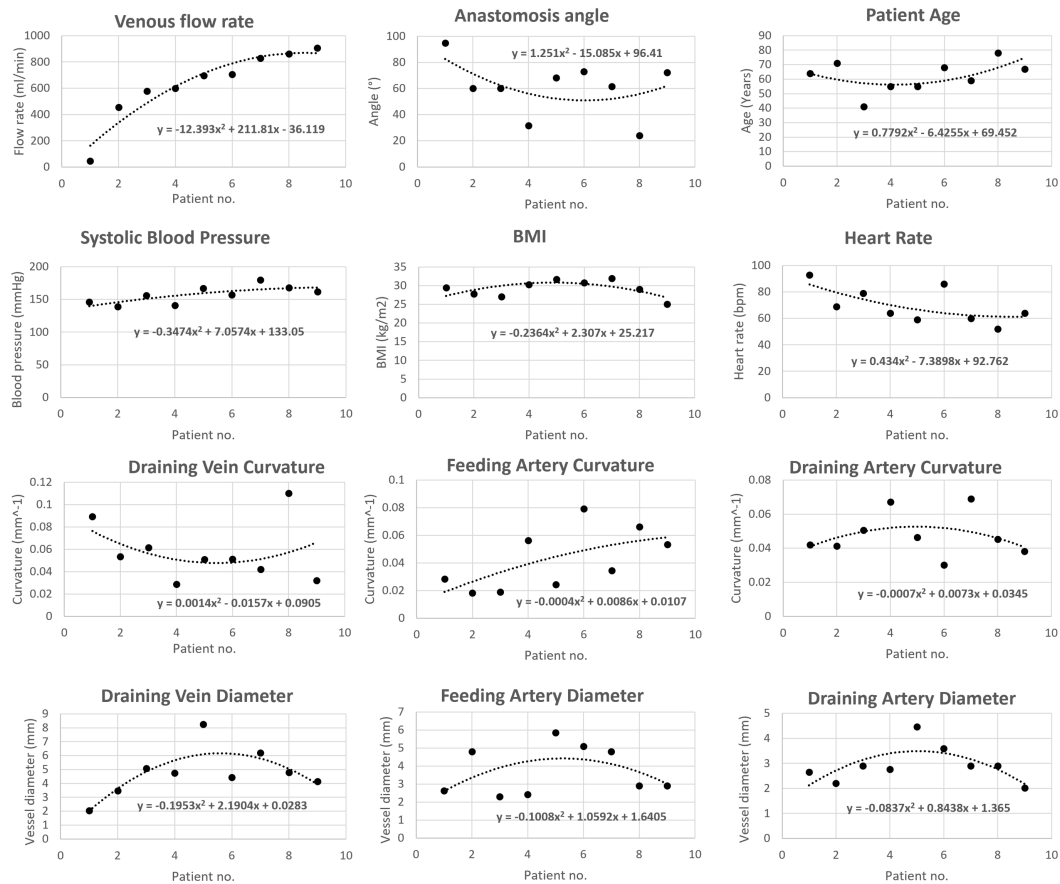 Venous flow rate
Flow rate (ml/min)
1000
800
600
400
200
0
y = -12.393x² + 211.81x - 36.119
0 2 4 6 8 10
Patient no.
Anastomosis angle
Angle (°)
100
80
60
40
20
0
y = 1.251x² - 15.085x + 96.41
0 2 4 6 8 10
Patient no.
Patient Age
Age (Years)
90
80
70
60
50
40
30
20
10
0
y = 0.7792x² - 6.4255x + 69.452
0 2 4 6 8 10
Patient no.
Systolic Blood Pressure
Blood pressure (mmHg)
200
150
100
50
0
y = -0.3474x² + 7.0574x + 133.05
0 2 4 6 8 10
Patient no.
BMI
BMI (kg/m2)
35
30
25
20
15
10
5
0
y = -0.2364x² + 2.307x + 25.217
0 2 4 6 8 10
Patient no.
Heart Rate
Heart rate (bpm)
100
80
60
40
20
0
y = 0.434x² - 7.3898x + 92.762
0 2 4 6 8 10
Patient no.
Draining Vein Curvature
Curvature (mm^-1)
0.12
0.1
0.08
0.06
0.04
0.02
0
y = 0.0014x² - 0.0157x + 0.0905
0 2 4 6 8 10
Patient no.
Feeding Artery Curvature
Curvature (mm^-1)
0.1
0.08
0.06
0.04
0.02
0
y = -0.0004x² + 0.0086x + 0.0107
0 2 4 6 8 10
Patient no.
Draining Artery Curvature
Curvature (mm^-1)
0.08
0.06
0.04
0.02
0
y = -0.0007x² + 0.0073x + 0.0345
0 2 4 6 8 10
Patient no.
Draining Vein Diameter
Vessel diameter (mm)
9
8
7
6
5
4
3
2
1
0
y = -0.1953x² + 2.1904x + 0.0283
0 2 4 6 8 10
Patient no.
Feeding Artery Diameter
Vessel diameter (mm)
7
6
5
4
3
2
1
0
y = -0.1008x² + 1.0592x + 1.6405
0 2 4 6 8 10
Patient no.
Draining Artery Diameter
Vessel diameter (mm)
5
4
3
2
1
0
y = -0.0837x² + 0.8438x + 1.365
0 2 4 6 8 10
Patient no.